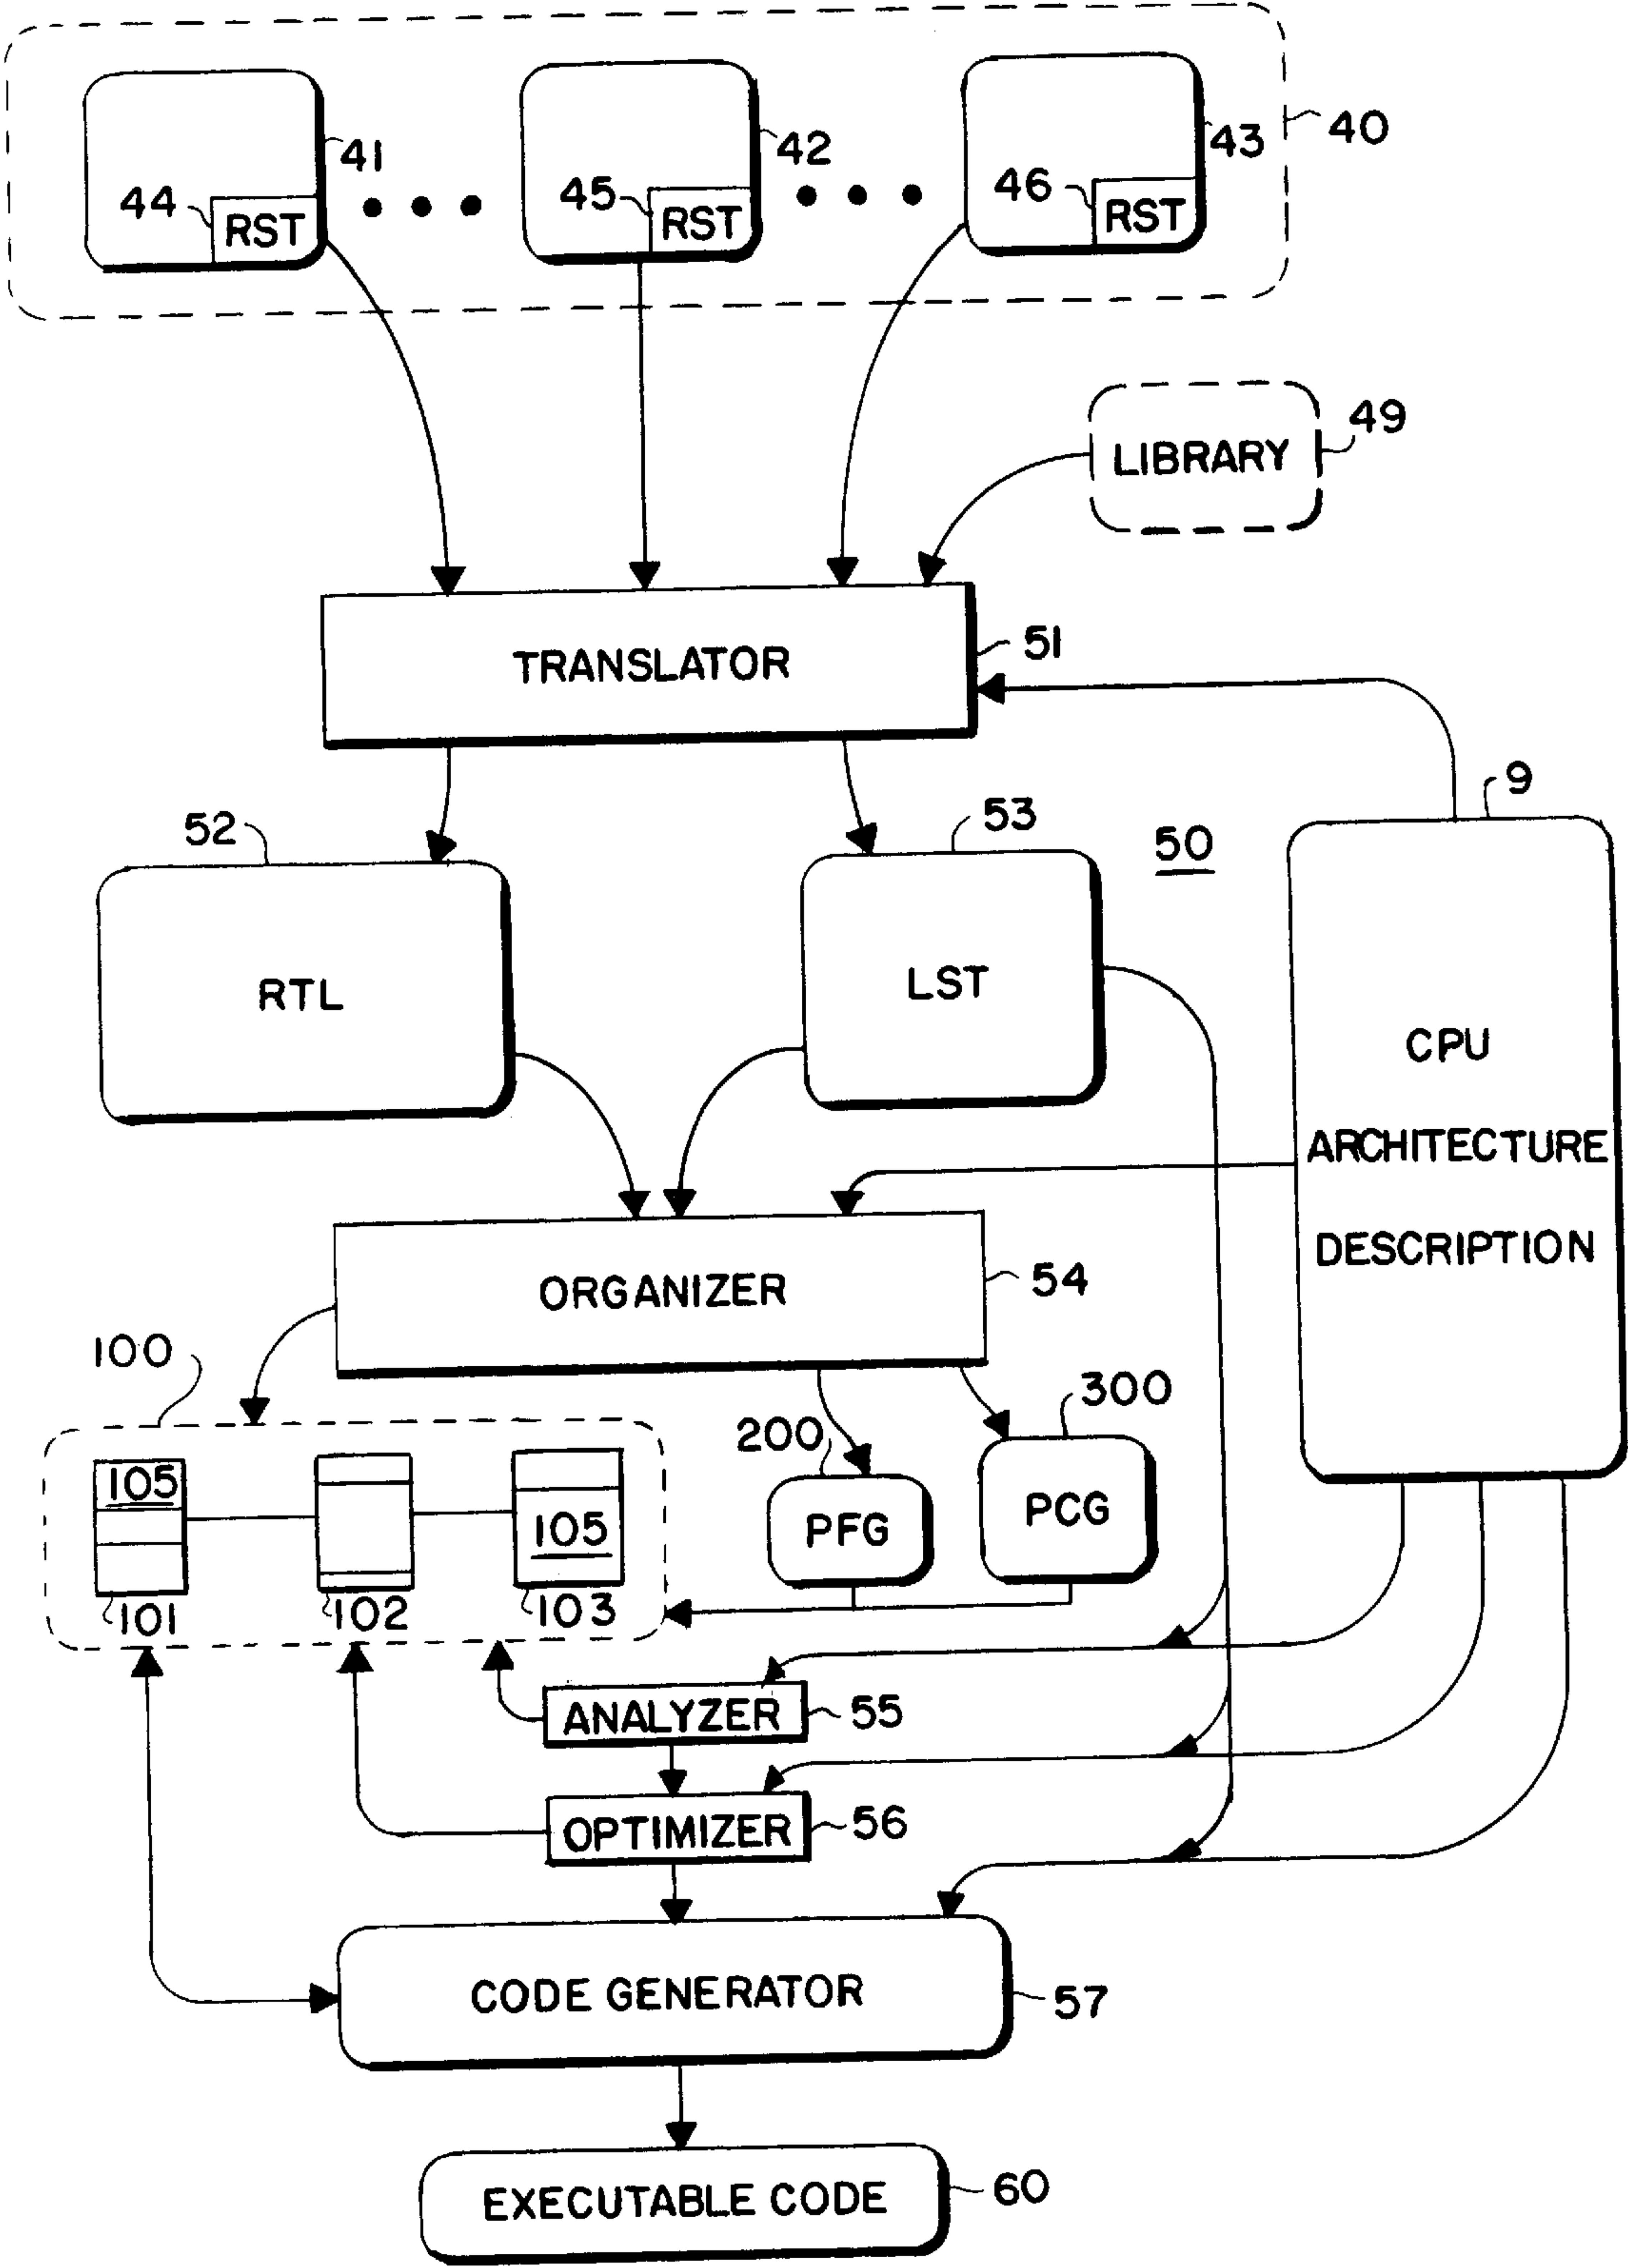 40
41
42
43
44
RST
45
RST
46
RST
LIBRARY
49
TRANSLATOR
51
9
52
53
50
RTL
LST
CPU
ARCHITECTURE
DESCRIPTION
ORGANIZER
54
100
300
200
105
105
PFG
PCG
101
102
103
ANALYZER
55
OPTIMIZER
56
CODE GENERATOR
57
EXECUTABLE CODE
60